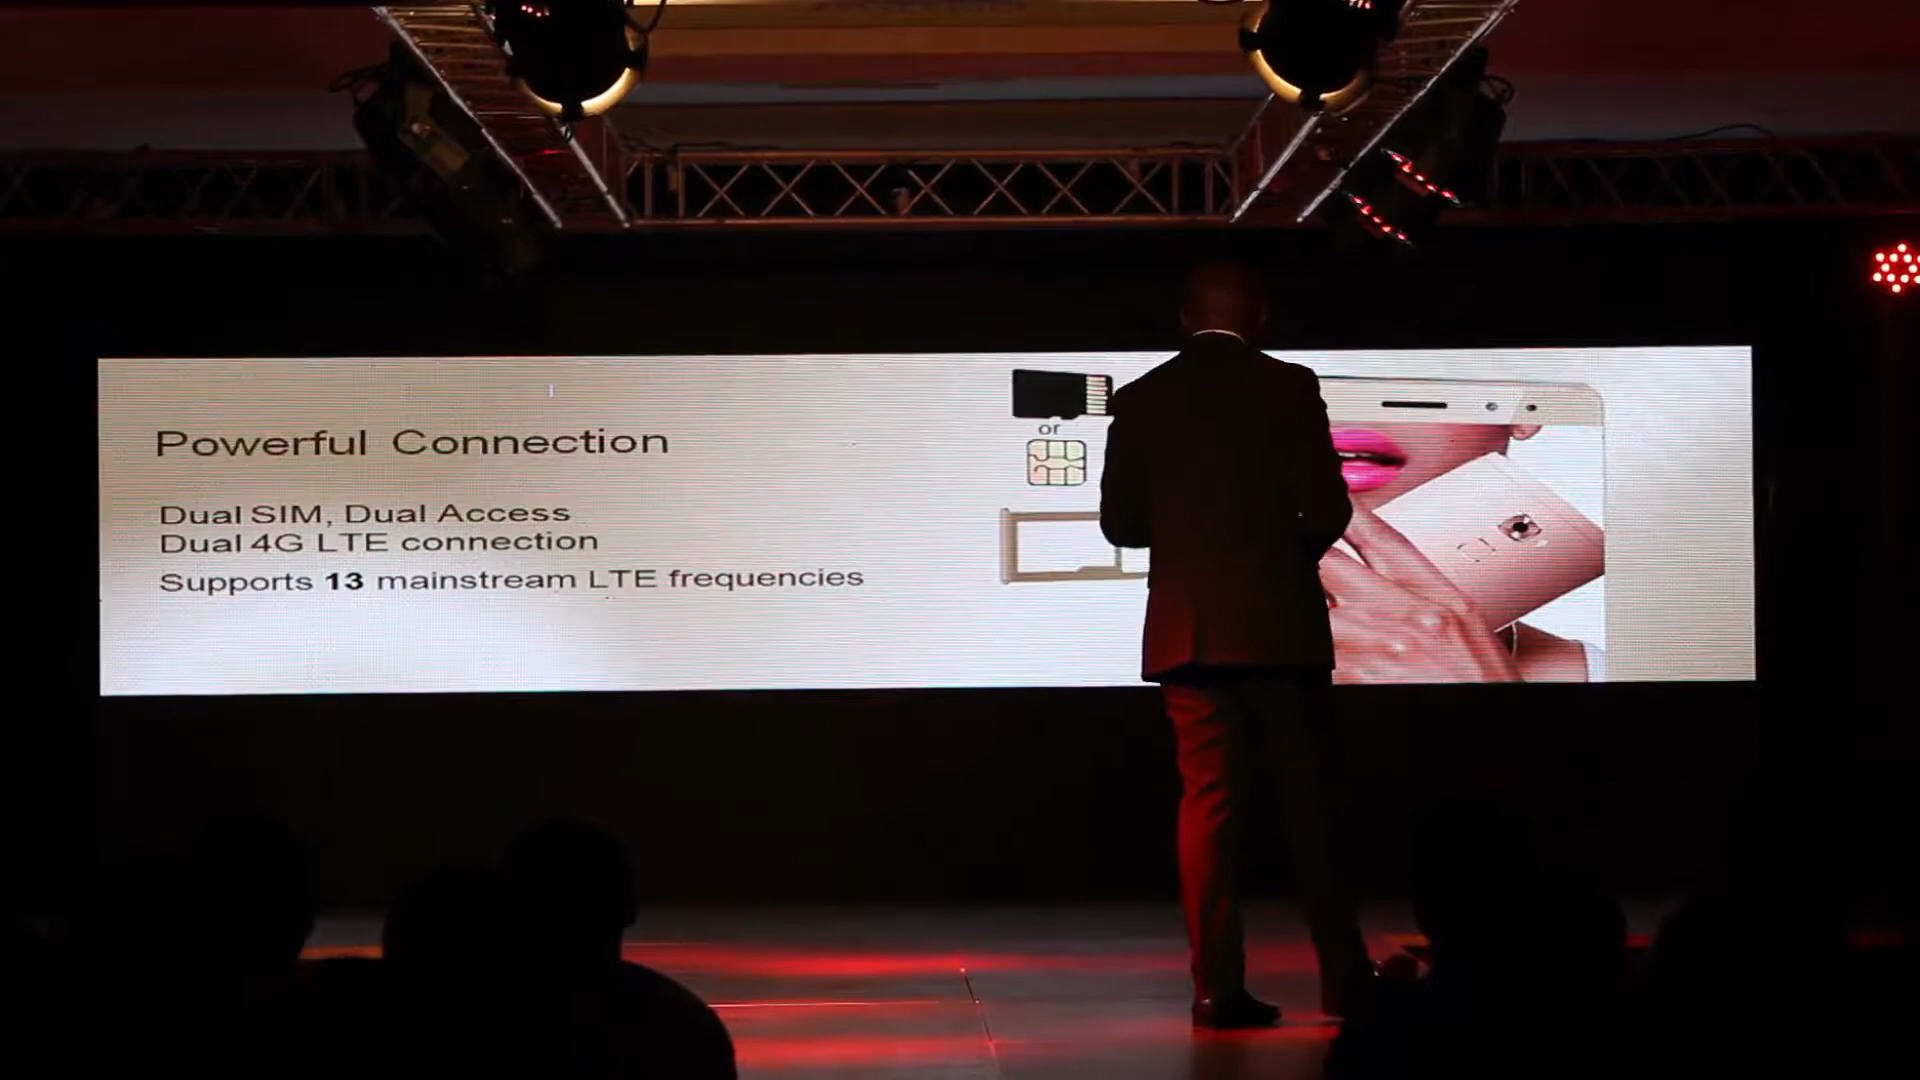 Powerful Connection
Dual SIM, Dual Access
Dual 4G LTE connection
Supports 13 mainstream LTE frequencies
or